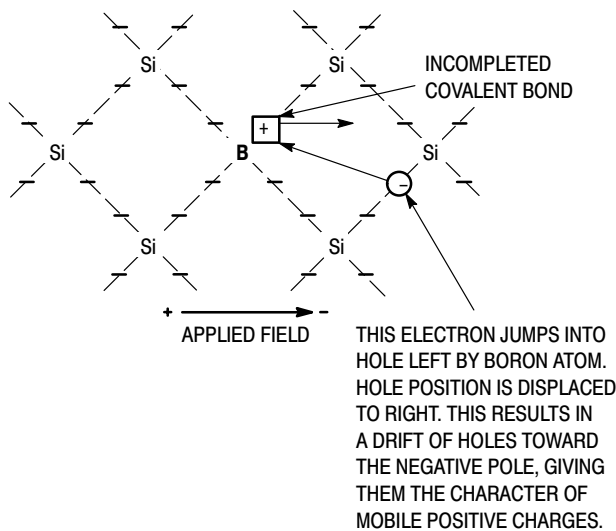 Si Si
INCOMPLETED
COVALENT BOND
+
Si B Si
–
Si Si
+ –
APPLIED FIELD
THIS ELECTRON JUMPS INTO
HOLE LEFT BY BORON ATOM.
HOLE POSITION IS DISPLACED
TO RIGHT. THIS RESULTS IN
A DRIFT OF HOLES TOWARD
THE NEGATIVE POLE, GIVING
THEM THE CHARACTER OF
MOBILE POSITIVE CHARGES.